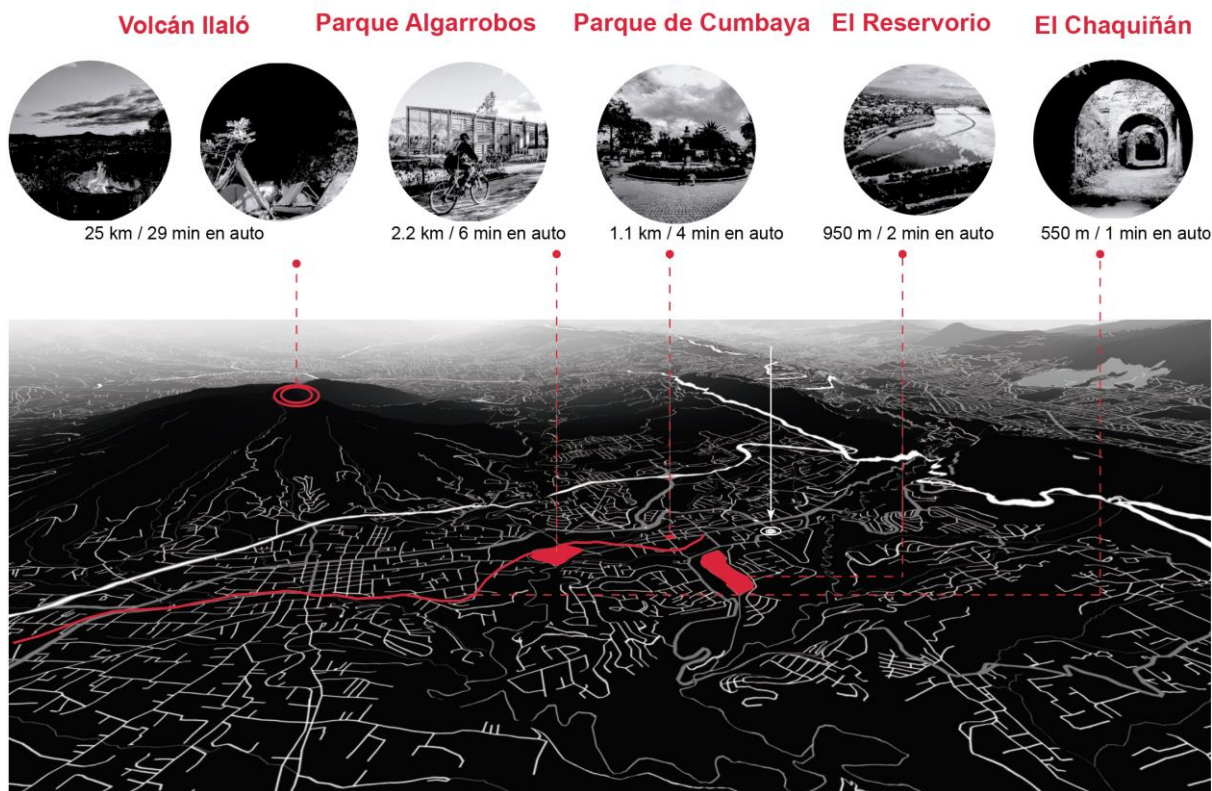 Volcán Ilaló
Parque Algarrobos
Parque de Cumbaya
El Reservorio
El Chaquiñán
25 km / 29 min en auto
2.2 km / 6 min en auto
1.1 km / 4 min en auto
950 m / 2 min en auto
550 m / 1 min en auto